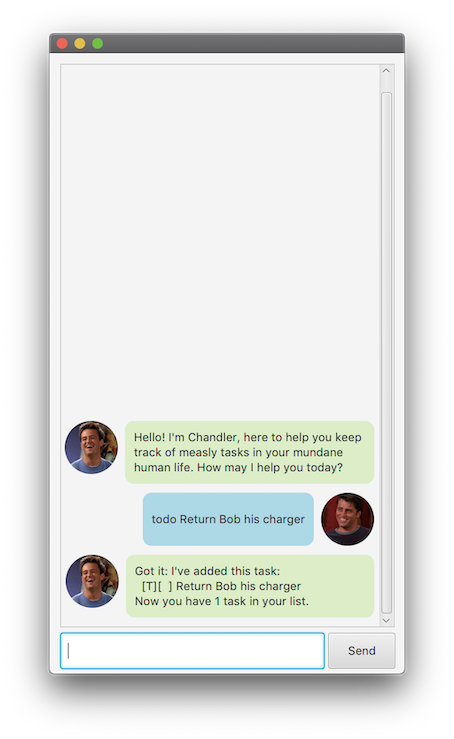 Hello! I'm Chandler, here to help you keep
track of measly tasks in your mundane
human life. How may I help you today?
todo Return Bob his charger
Got it: I've added this task:
[T][  ] Return Bob his charger
Now you have 1 task in your list.
Send